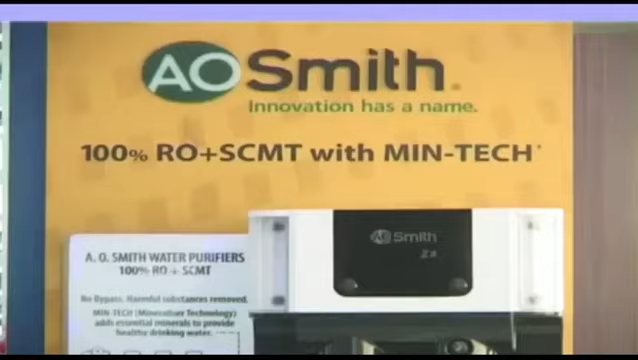 AO Smith
Innovation has a name.
100% RO+SCMT with MIN-TECH*
AO Smith
A. O. SMITH WATER PURIFIERS
100% RO + SCMT
No Bypass. Harmful substances removed.
MIN-TECH (Mineraliser Technology)
adds essential minerals to provide
healthy drinking water.